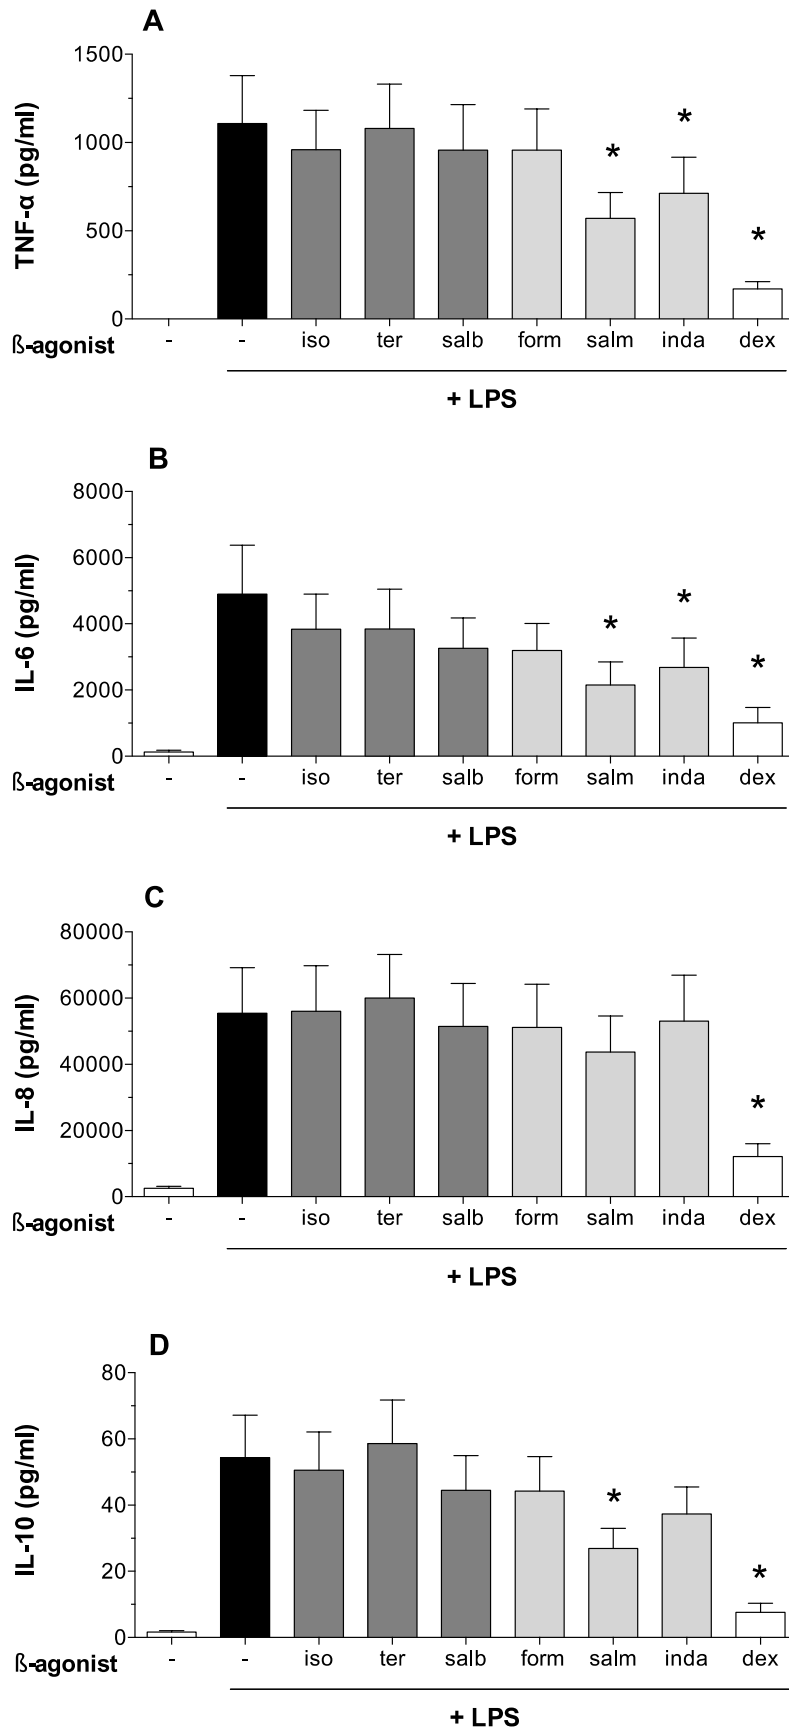 A
TNF-α (pg/ml)
1500
1000
500
0
* * *
ß-agonist - - iso ter salb form salm inda dex
+ LPS
B
IL-6 (pg/ml)
8000
6000
4000
2000
0
* * *
ß-agonist - - iso ter salb form salm inda dex
+ LPS
C
IL-8 (pg/ml)
80000
60000
40000
20000
0
*
ß-agonist - - iso ter salb form salm inda dex
+ LPS
D
IL-10 (pg/ml)
80
60
40
20
0
* *
ß-agonist - - iso ter salb form salm inda dex
+ LPS